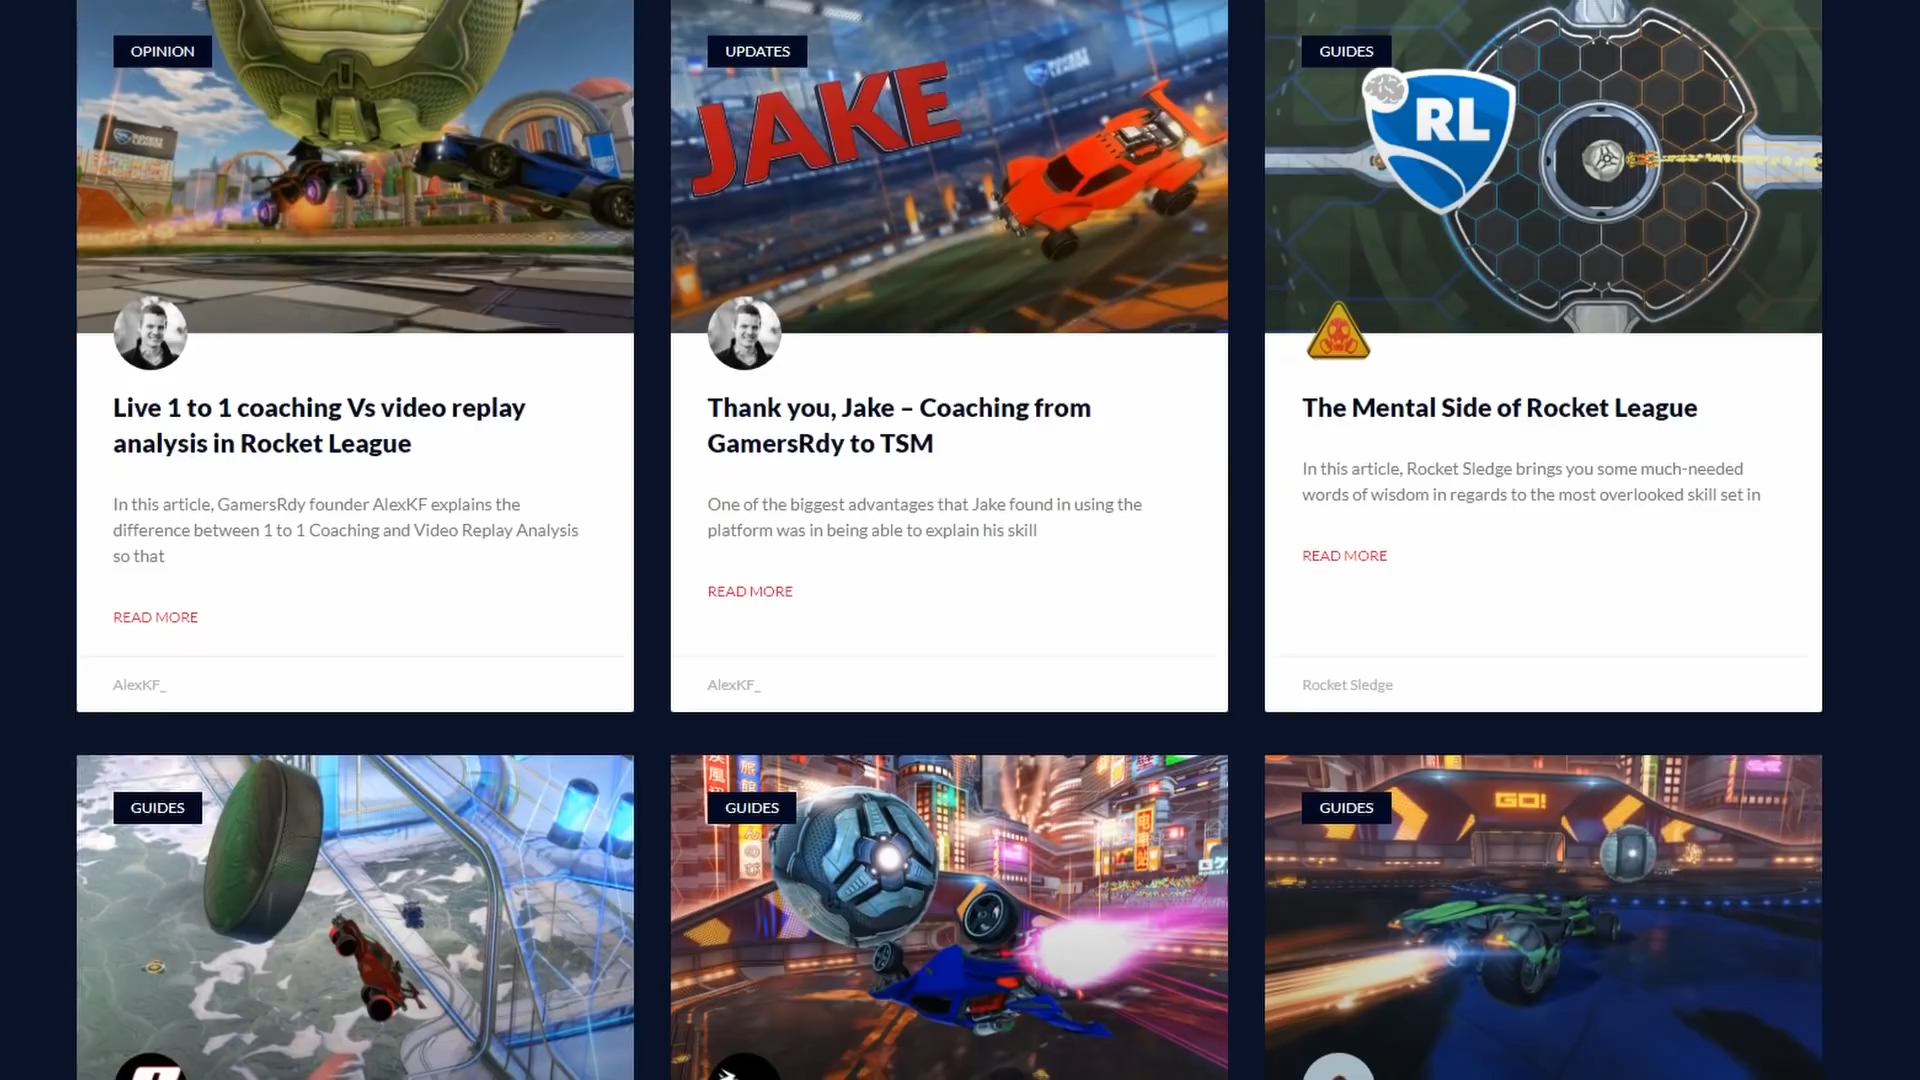 OPINION
UPDATES
GUIDES
JAKE
RL
Live 1 to 1 coaching Vs video replay
analysis in Rocket League
In this article, GamersRdy founder AlexKF explains the
difference between 1 to 1 Coaching and Video Replay Analysis
so that
READ MORE
AlexKF_
Thank you, Jake – Coaching from
GamersRdy to TSM
One of the biggest advantages that Jake found in using the
platform was in being able to explain his skill
READ MORE
AlexKF_
The Mental Side of Rocket League
In this article, Rocket Sledge brings you some much-needed
words of wisdom in regards to the most overlooked skill set in
READ MORE
Rocket Sledge
GUIDES
GUIDES
GUIDES
GO!